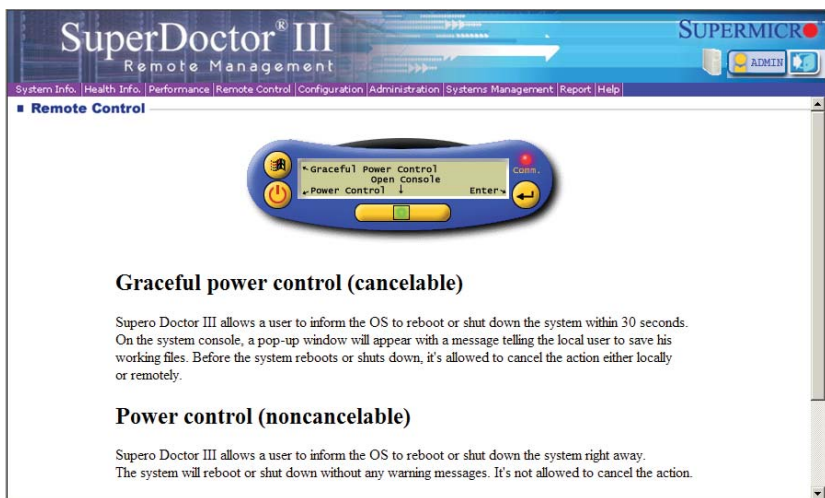 SuperDoctor® III
Remote Management
SUPERMICRO
ADMIN
System Info. |Health Info. |Performance |Remote Control |Configuration |Administration |Systems Management |Report |Help|
Remote Control
Graceful Power Control
Open Console
Power Control
Enter
Comm.
Graceful power control (cancelable)
Supero Doctor III allows a user to inform the OS to reboot or shut down the system within 30 seconds.
On the system console, a pop-up window will appear with a message telling the local user to save his
working files. Before the system reboots or shuts down, it's allowed to cancel the action either locally
or remotely.
Power control (noncancelable)
Supero Doctor III allows a user to inform the OS to reboot or shut down the system right away.
The system will reboot or shut down without any warning messages. It's not allowed to cancel the action.